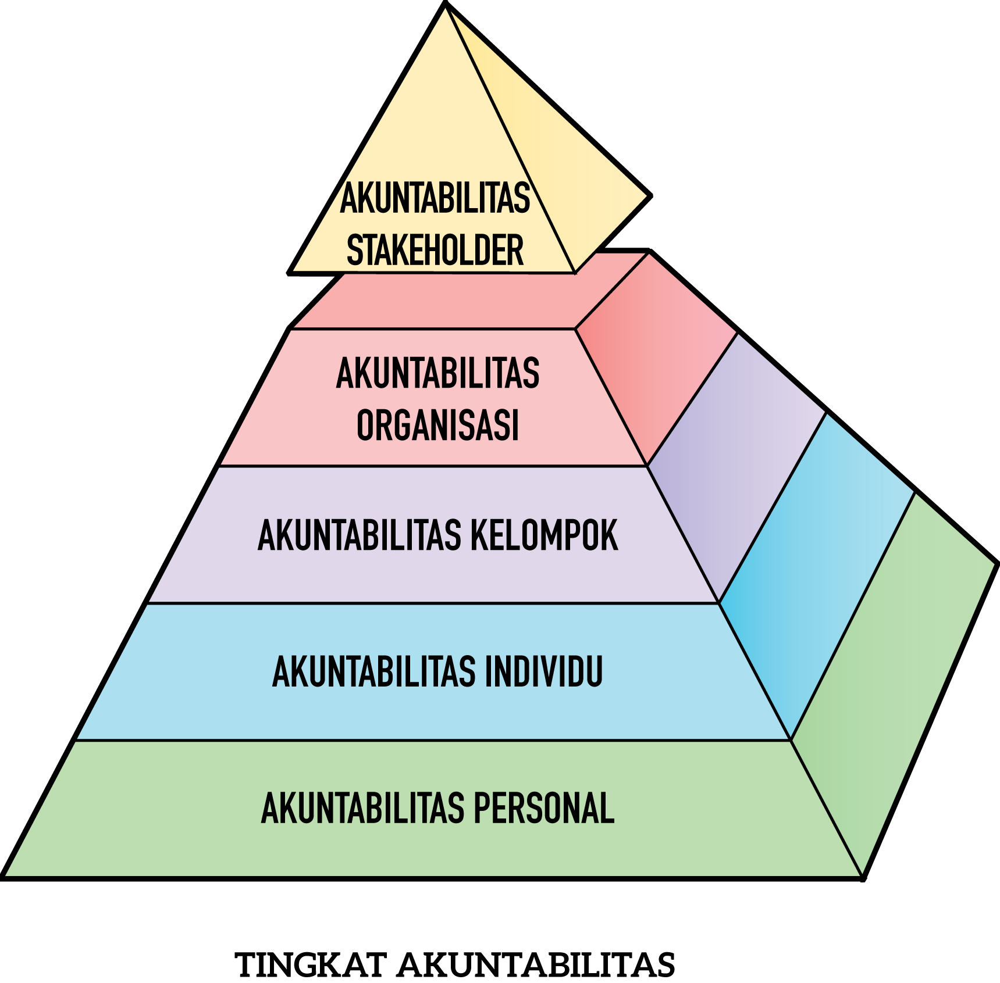 AKUNTABILITAS
STAKEHOLDER
AKUNTABILITAS
ORGANISASI
AKUNTABILITAS KELOMPOK
AKUNTABILITAS INDIVIDU
AKUNTABILITAS PERSONAL
TINGKAT AKUNTABILITAS